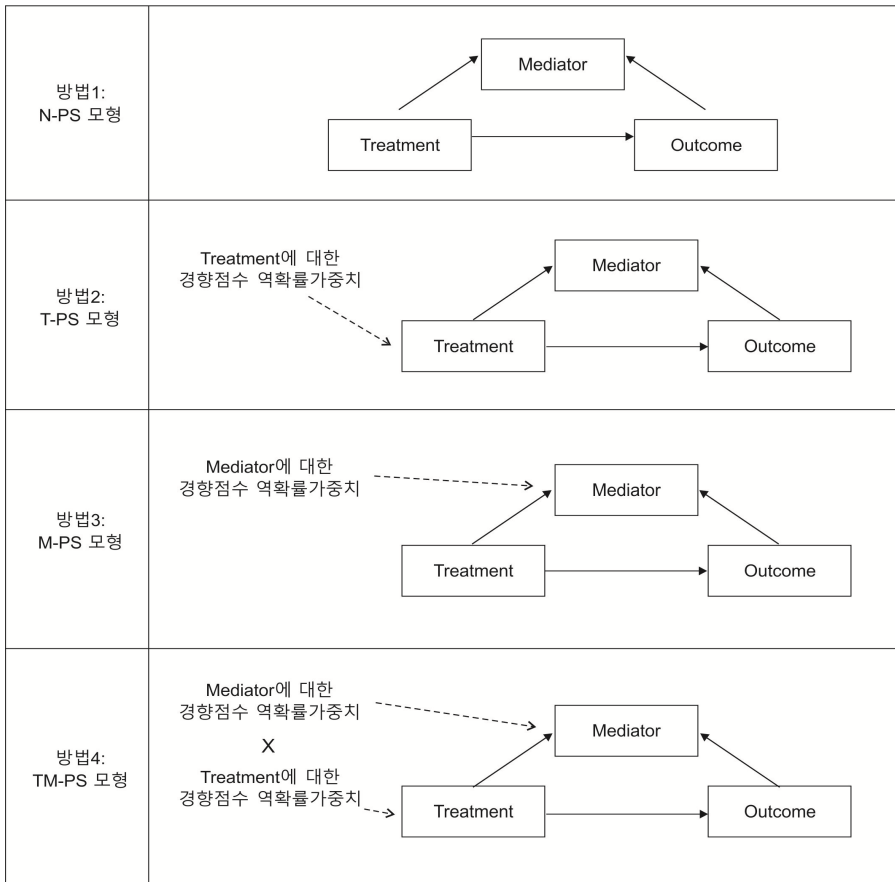 방법1:
N-PS 모형
Mediator
Treatment
Outcome
방법2:
T-PS 모형
Treatment에 대한
경향점수 역확률가중치
Mediator
Treatment
Outcome
방법3:
M-PS 모형
Mediator에 대한
경향점수 역확률가중치
Mediator
Treatment
Outcome
방법4:
TM-PS 모형
Mediator에 대한
경향점수 역확률가중치
X
Treatment에 대한
경향점수 역확률가중치
Mediator
Treatment
Outcome